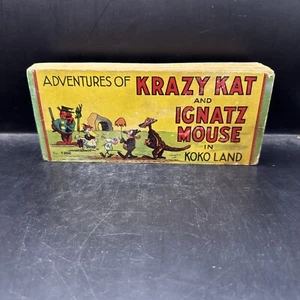 ADVENTURES OF KRAZY KAT
AND
IGNATZ
MOUSE
IN
KOKO LAND